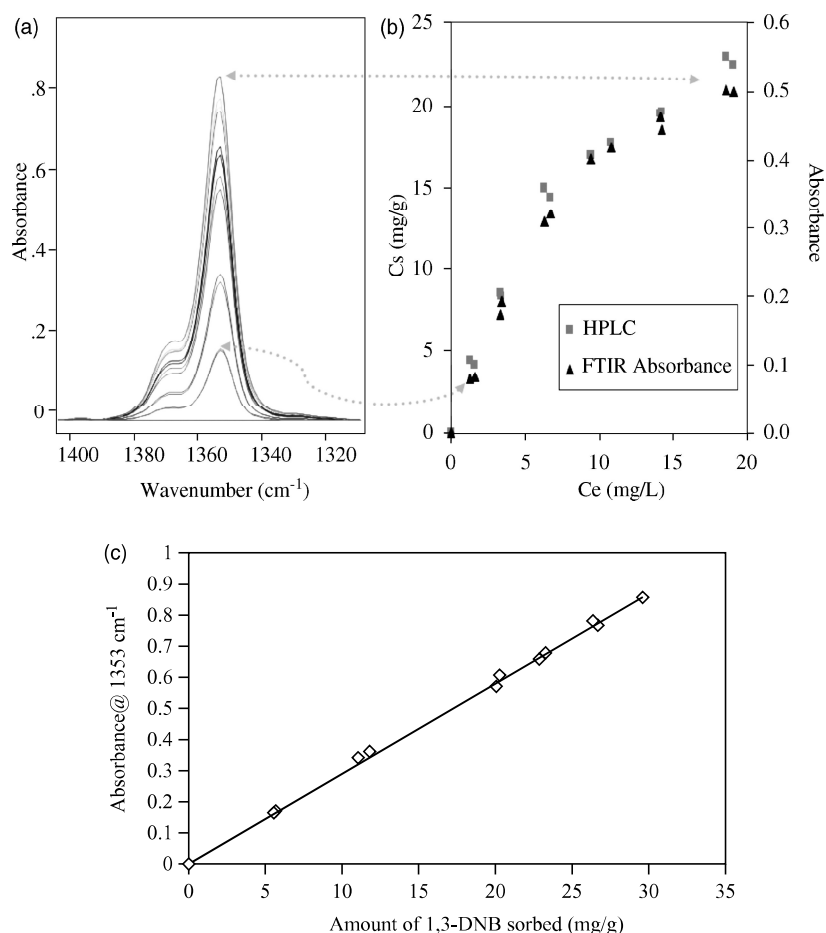 (a)
Absorbance
.8
.6
.4
.2
0
1400 1380 1360 1340 1320
Wavenumber (cm-1)
(b)
Cs (mg/g)
25
20
15
10
5
0
0.6
0.5
0.4
0.3
0.2
0.1
0.0
Absorbance
HPLC
FTIR Absorbance
0 5 10 15 20
Ce (mg/L)
(c)
Absorbance@ 1353 cm-1
1
0.9
0.8
0.7
0.6
0.5
0.4
0.3
0.2
0.1
0
0 5 10 15 20 25 30 35
Amount of 1,3-DNB sorbed (mg/g)